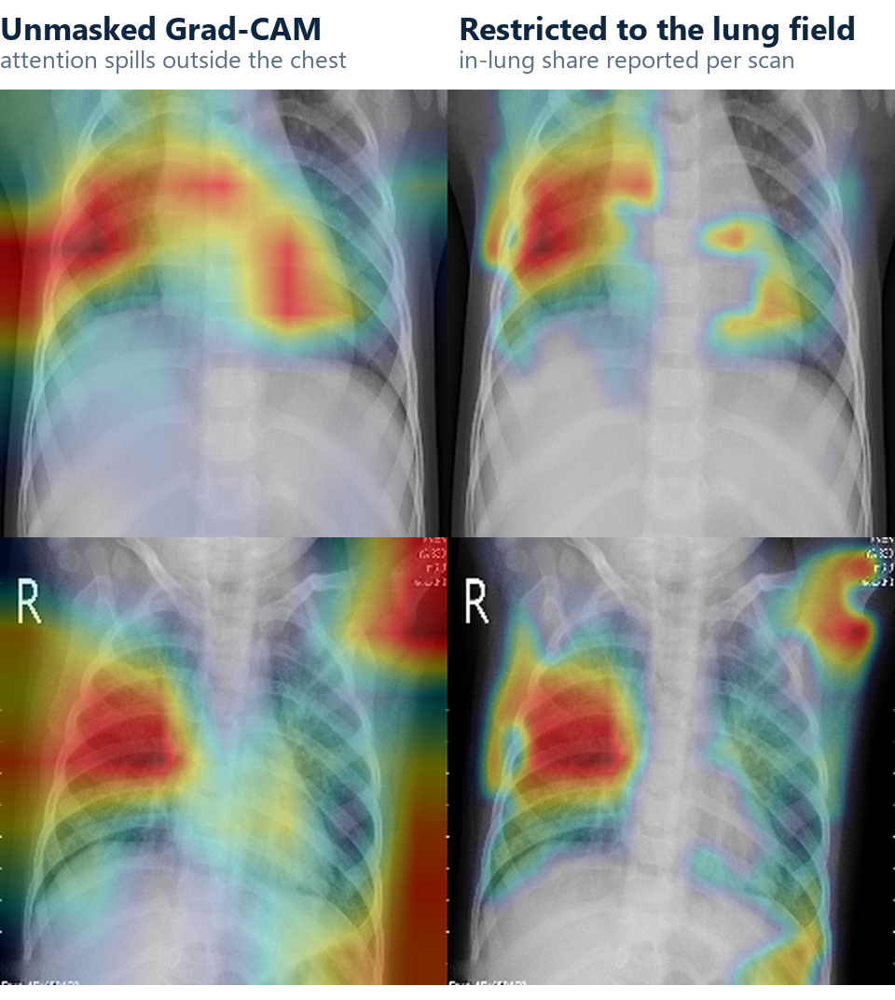 Unmasked Grad-CAM
attention spills outside the chest
Restricted to the lung field
in-lung share reported per scan
R
R